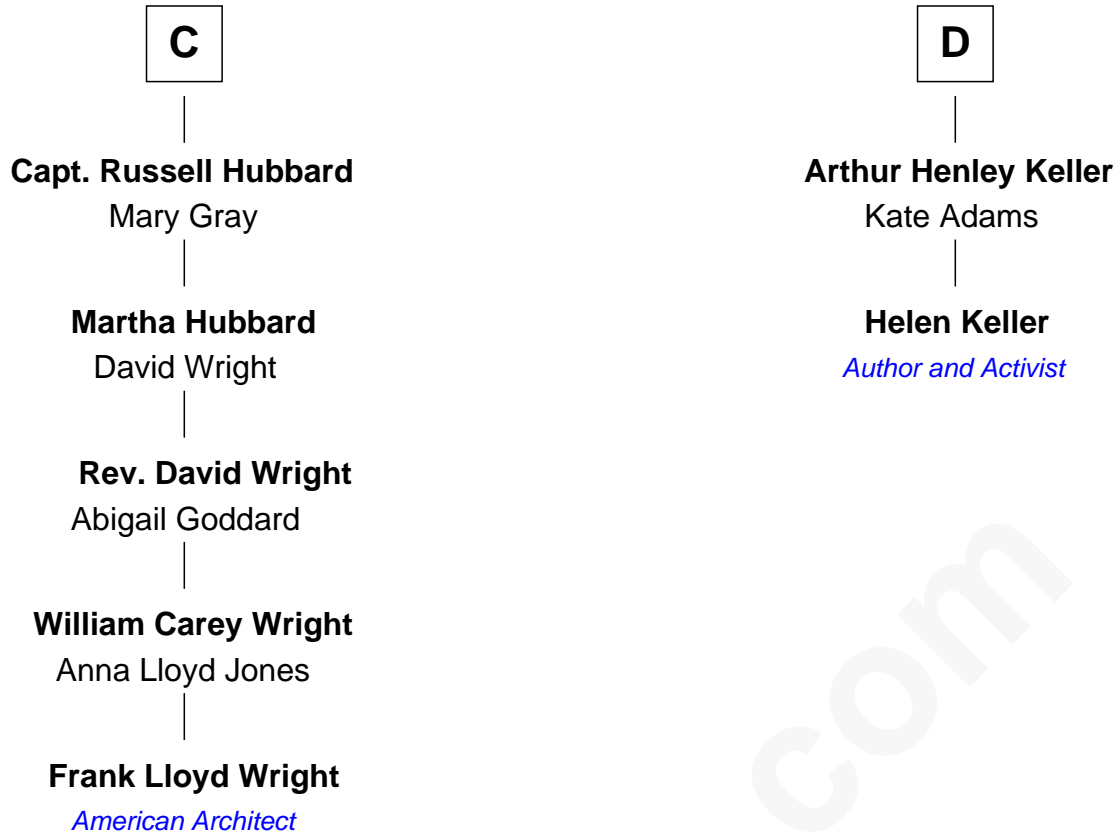 C
Capt. Russell Hubbard
Mary Gray
Martha Hubbard
David Wright
Rev. David Wright
Abigail Goddard
William Carey Wright
Anna Lloyd Jones
Frank Lloyd Wright
American Architect
D
Arthur Henley Keller
Kate Adams
Helen Keller
Author and Activist
com